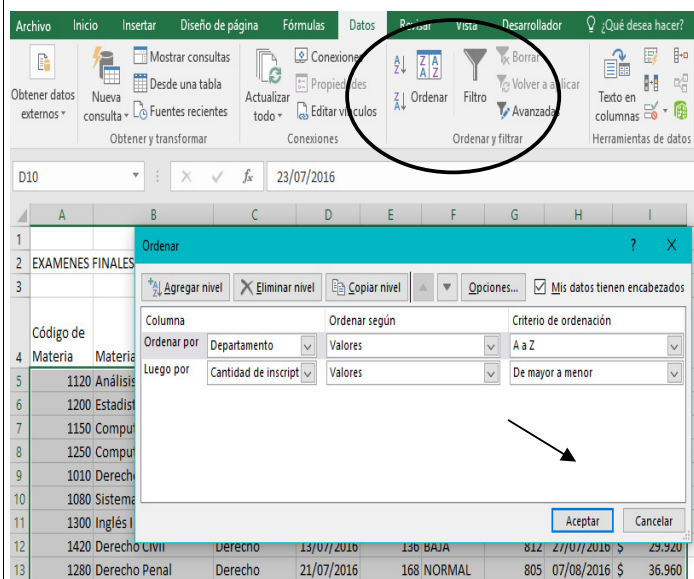 Archivo Inicio Insertar Diseño de página Fórmulas Datos Revisar Vista Desarrollador ¿Qué desea hacer?
Obtener datos externos
Nueva consulta
Mostrar consultas
Desde una tabla
Fuentes recientes
Obtener y transformar
Actualizar todo
Conexiones
Propiedades
Editar vínculos
Conexiones
Ordenar
Filtro
Borrar
Volver a aplicar
Avanzadas
Ordenar y filtrar
Texto en columnas
Herramientas de datos
D10 fx 23/07/2016
A B C D E F G H I
1
2 EXAMENES FINALES
3
4 Código de Materia Materia
5 1120 Análisis
6 1200 Estadist
7 1150 Comput
8 1250 Comput
9 1010 Derech
10 1080 Sistema
11 1300 Inglés I
12 1420 Derecho Civil Derecho 13/07/2016 136 BAJA 812 27/07/2016 $ 29.920
13 1280 Derecho Penal Derecho 21/07/2016 168 NORMAL 805 07/08/2016 $ 36.960
Ordenar ? X
Agregar nivel Eliminar nivel Copiar nivel Opciones... Mis datos tienen encabezados
Columna Ordenar según Criterio de ordenación
Ordenar por Departamento Valores A a Z
Luego por Cantidad de inscript Valores De mayor a menor
Aceptar Cancelar